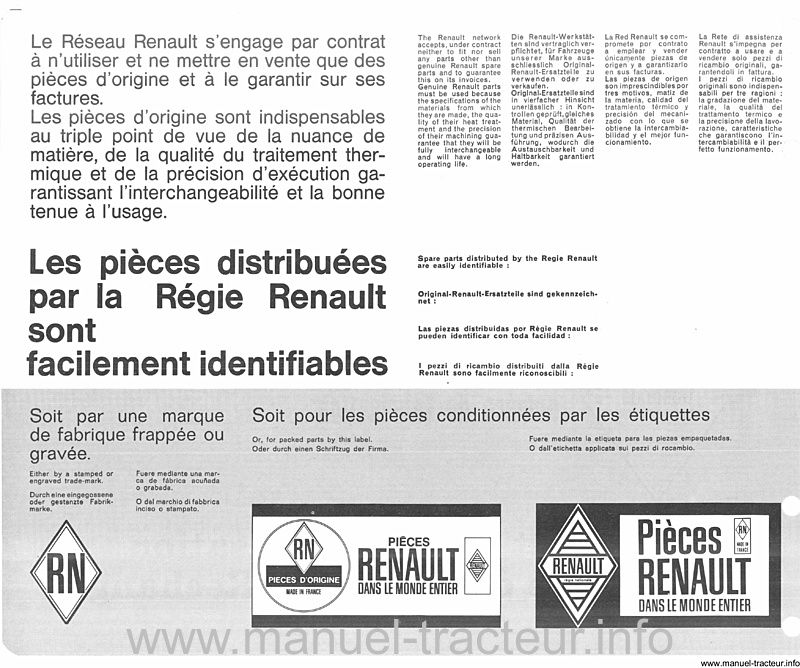 Le Réseau Renault s'engage par contrat
à n'utiliser et ne mettre en vente que des
pièces d'origine et à le garantir sur ses
factures.
Les pièces d'origine sont indispensables
au triple point de vue de la nuance de
matière, de la qualité du traitement ther-
mique et de la précision d'exécution ga-
rantissant l'interchangeabilité et la bonne
tenue à l'usage.
The Renault network
accepts, under contract
neither to fit nor sell
any parts other than
genuine Renault spare
parts and to guarantee
this on its invoices.
Genuine Renault parts
must be used because
the specifications of the
materials from which
they are made, the qua-
lity of their heat treat-
ment and the precision
of their machining gua-
rantee that they will be
fully interchangeable
and will have a long
operating life.
Die Renault-Werkstät-
ten sind vertraglich ver-
pflichtet, für Fahrzeuge
unserer Marke aus-
schliesslich Original-
Renault-Ersatzteile zu
verwenden oder zu
verkaufen.
Original-Ersatzteile sind
in vierfacher Hinsicht
unerlässlich : in Kon-
trollen geprüft, gleiches
Material, Qualität der
thermischen Bearbei-
tung und präzisen Aus-
führung, wodurch die
Austauschbarkeit und
Haltbarkeit garantiert
werden.
La Red Renault se com-
promete por contrato
a emplear y vender
únicamente piezas de
origen y a garantizarlo
en sus facturas.
Las piezas de origen
son imprescindibles por
tres motivos, matiz de
la materia, calidad del
tratamiento térmico y
precisión del mecani-
zado con lo que se
obtiene la intercambia-
bilidad y el mejor fun-
cionamiento.
La Rete di assistenza
Renault s'impegna per
contratto a usare e a
vendere solo pezzi di
ricambio originali, ga-
rantendoli in fattura.
I pezzi di ricambio
originali sono indispen-
sabili per tre ragioni :
la gradazione del mate-
riale, la qualità del
trattamento termico e
la precisione della lavo-
razione, caratteristiche
che garantiscono l'in-
tercambiabilità e il per-
fetto funzionamento.
Les pièces distribuées
par la Régie Renault
sont
facilement identifiables
Spare parts distributed by the Regie Renault
are easily identifiable :
Original-Renault-Ersatzteile sind gekennzeich-
net :
Las piezas distribuidas por Régie Renault se
pueden identificar con toda facilidad :
I pezzi di ricambio distribuiti dalla Régie
Renault sono facilmente riconoscibili :
Soit par une marque
de fabrique frappée ou
gravée.
Either by a stamped or
engraved trade-mark.
Durch eine eingegossene
oder gestanzte Fabrik-
marke.
Fuere mediante una mar-
ca de fábrica acuñada
o grabada.
O dal marchio di fabbrica
inciso o stampato.
RN
Soit pour les pièces conditionnées par les étiquettes
Or, for packed parts by this label.
Oder durch einen Schriftzug der Firma.
Fuere mediante la etiqueta para las piezas empaquetadas.
O dall'etichetta applicata sui pezzi di rocambio.
RN
PIECES D'ORIGINE
MADE IN FRANCE
PIÈCES
RENAULT
DANS LE MONDE ENTIER
RENAULT
RENAULT
régie nationale
Pièces
RENAULT
DANS LE MONDE ENTIER
RN
MADE IN
FRANCE
www.manuel-tracteur.info
www.manuel-tracteur.info